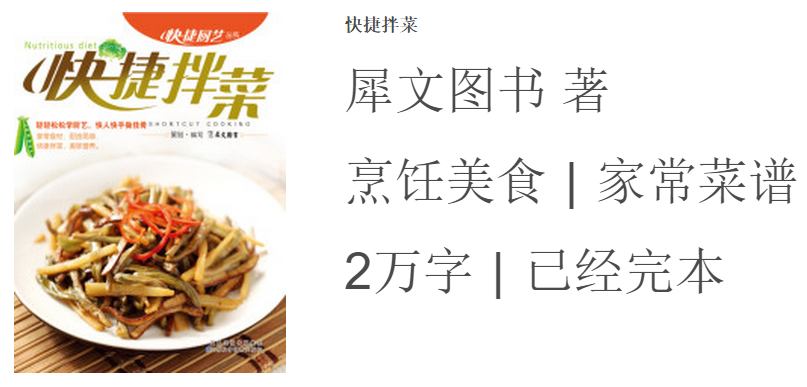 快捷厨艺
Nutritious diet
快捷拌菜
轻轻松松学厨艺，快人快手做佳肴
SHORTCUT COOKING
策划·编写
犀文图书
快捷拌菜
犀文图书 著
烹饪美食 | 家常菜谱
2万字 | 已经完本